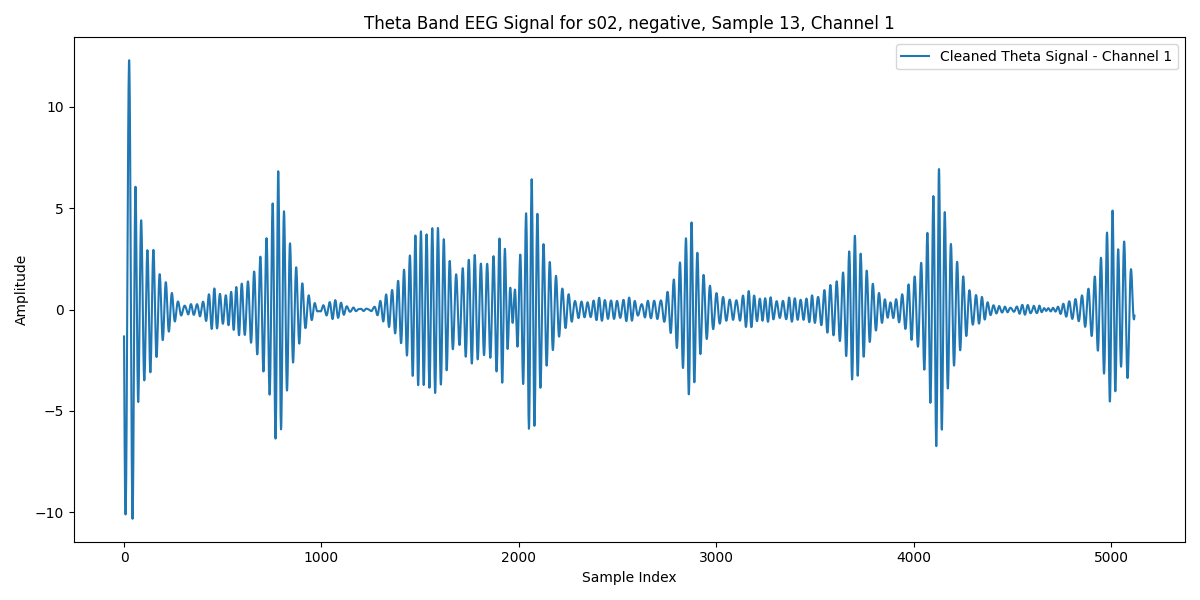 Theta Band EEG Signal for s02, negative, Sample 13, Channel 1
Cleaned Theta Signal - Channel 1
Amplitude
10
5
0
−5
−10
0 1000 2000 3000 4000 5000
Sample Index